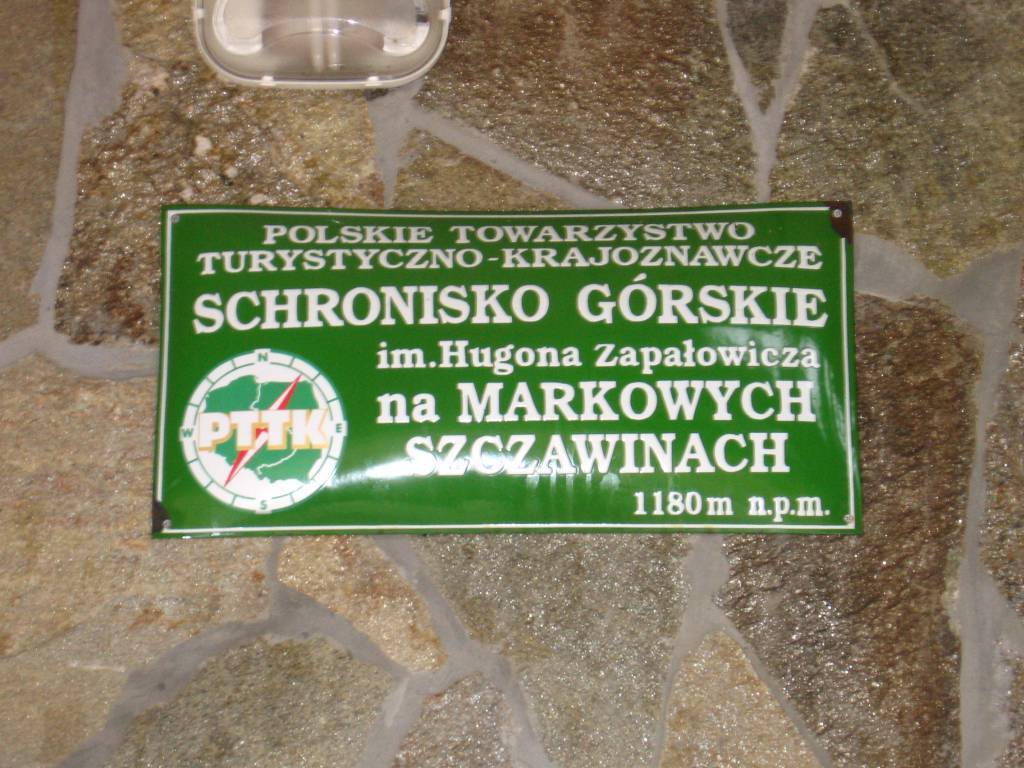 POLSKIE TOWARZYSTWO
TURYSTYCZNO-KRAJOZNAWCZE
SCHRONISKO GÓRSKIE
im.Hugona Zapałowicza
na MARKOWYCH
SZCZAWINACH
1180m n.p.m.
N
W PTTK E
S